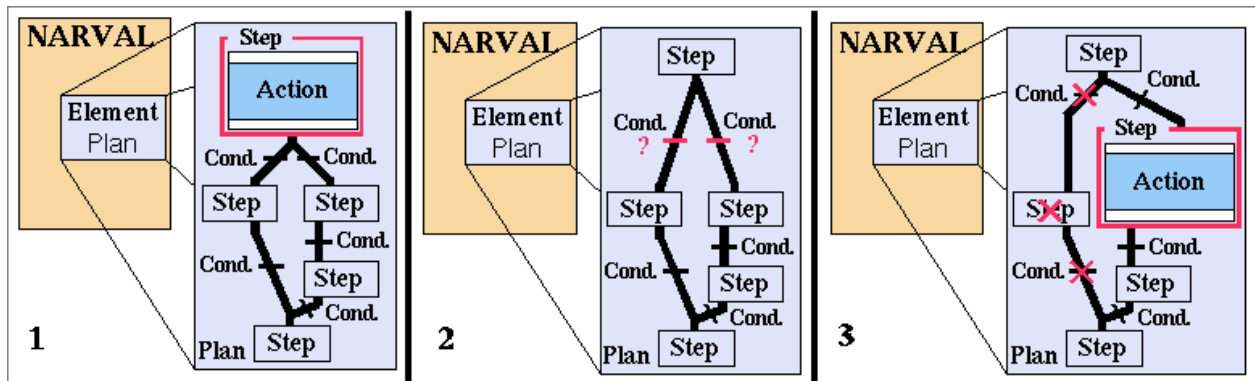 NARVAL
Step
Action
Element
Plan
Cond.
Cond.
Step
Step
Cond.
Cond.
Step
Cond.
Step
Plan
1
NARVAL
Step
Element
Plan
Cond.
Cond.
?
?
Step
Step
Cond.
Cond.
Step
Cond.
Step
Plan
2
NARVAL
Step
Cond.
Cond.
Element
Plan
Step
Action
Step
Cond.
Cond.
Step
Cond.
Step
Plan
3